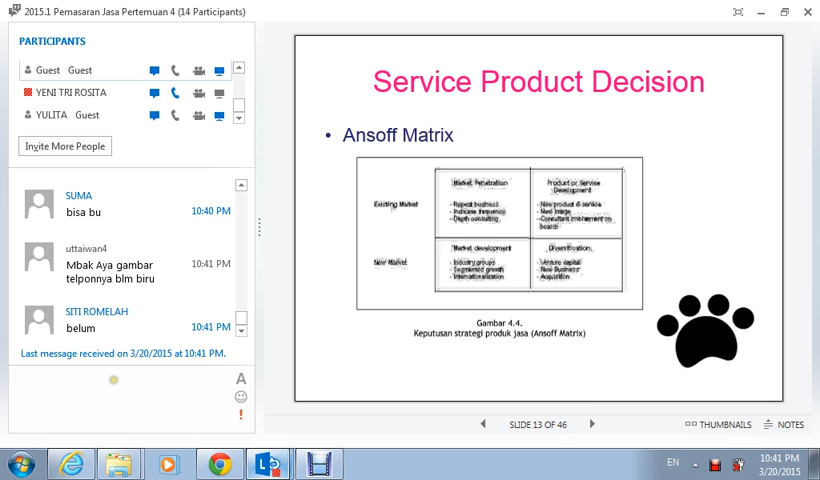 2015.1 Pemasaran Jasa Pertemuan 4 (14 Participants)
PARTICIPANTS
Guest Guest
YENI TRI ROSITA
YULITA Guest
Invite More People
SUMA
bisa bu
10:40 PM
uttaiwan4
Mbak Aya gambar
telponnya blm biru
10:41 PM
SITI ROMELAH
belum
10:41 PM
Last message received on 3/20/2015 at 10:41 PM.
A
!
Service Product Decision
• Ansoff Matrix
Market Penetration
Product or Service
Development
Existing Market
- Repeat business
- Increase frequency
- Depth consulting
- New product & service
- New image
- Consultant involvement on
board
Market development
Diversification
New Market
- Industry groups
- Segmented growth
- Internationalization
- Venture capital
- New Business
- Acquisition
Gambar 4.4.
Keputusan strategi produk jasa (Ansoff Matrix)
SLIDE 13 OF 46
THUMBNAILS
NOTES
EN
10:41 PM
3/20/2015